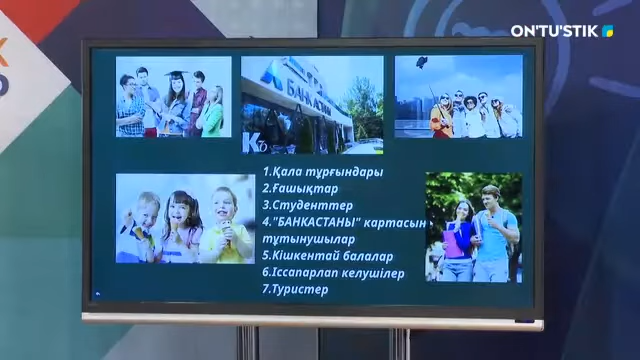 ON'TU'STIK
БАНКАСТАНЫ
1.Қала тұрғындары
2.Ғашықтар
3.Студенттер
4."БАНКАСТАНЫ" картасын
тұтынушылар
5.Кішкентай балалар
6.Іссапарлап келушілер
7.Туристер